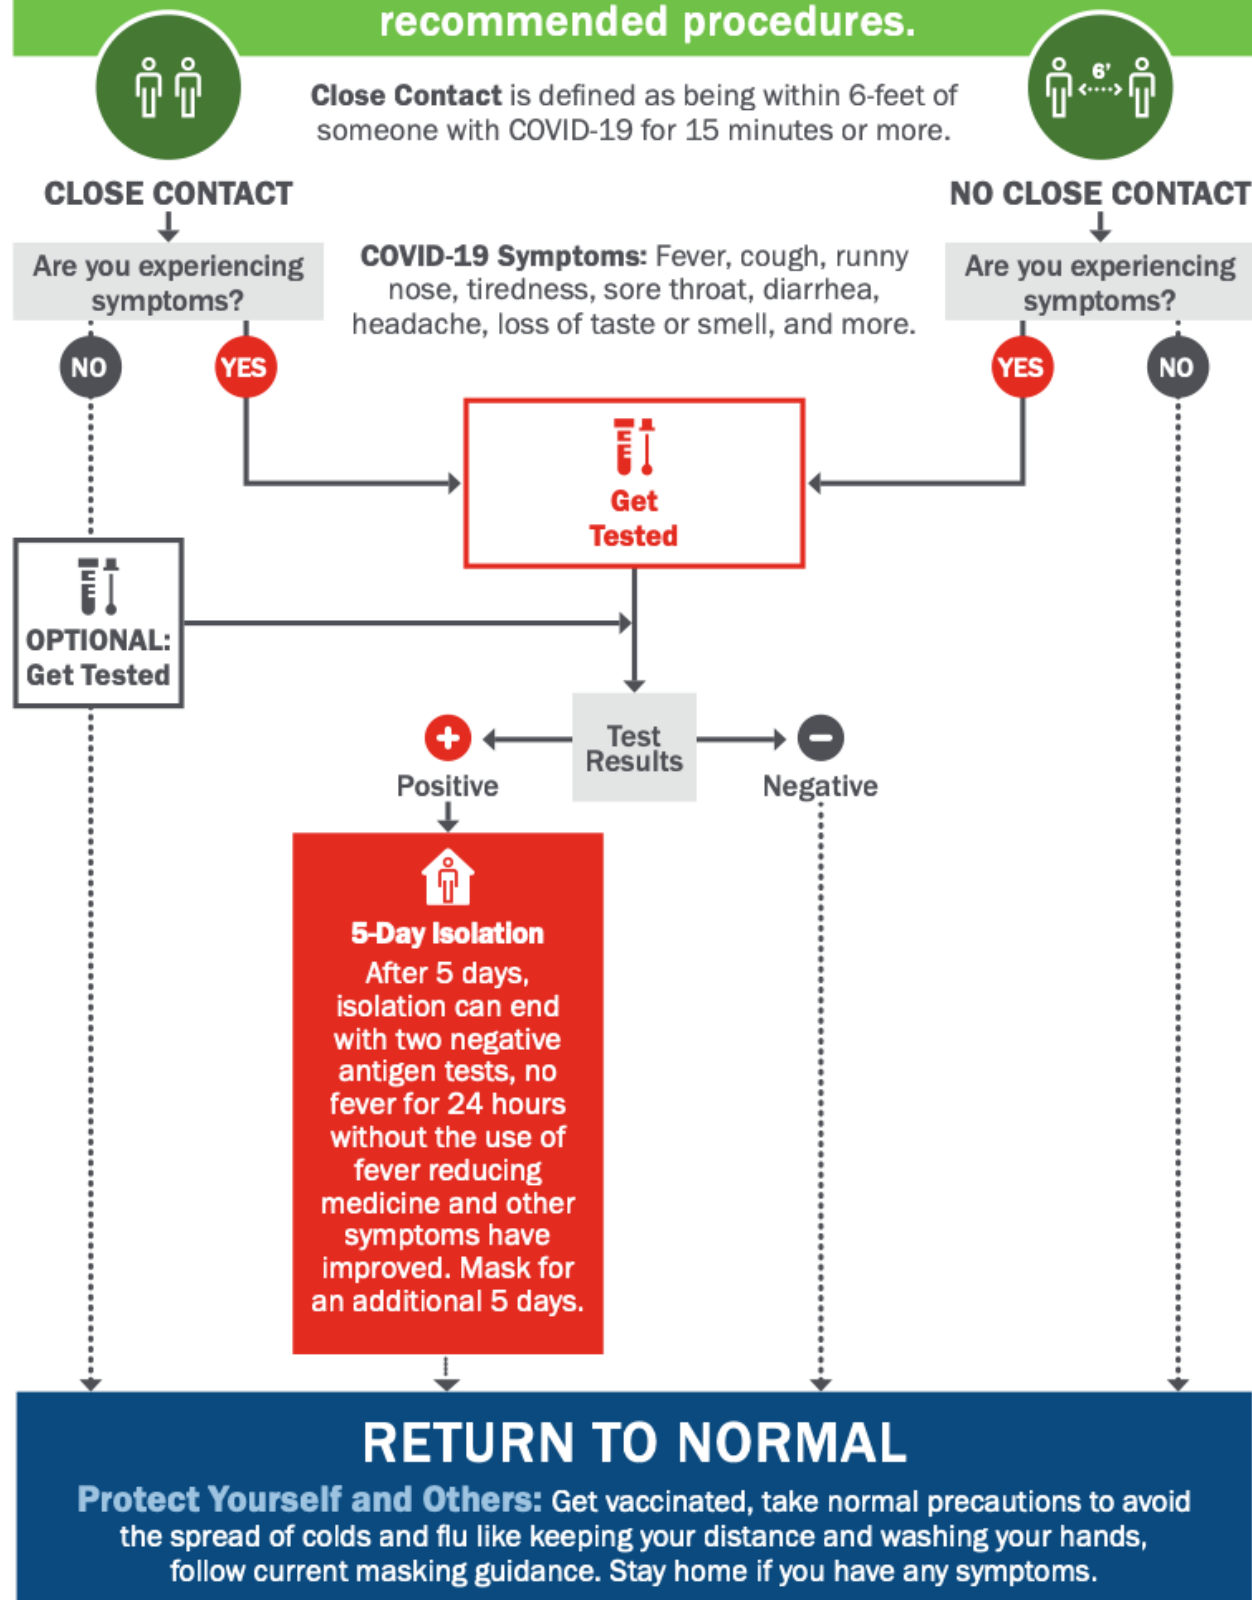 recommended procedures.
6'
Close Contact is defined as being within 6-feet of
someone with COVID-19 for 15 minutes or more.
CLOSE CONTACT
NO CLOSE CONTACT
Are you experiencing
symptoms?
COVID-19 Symptoms: Fever, cough, runny
nose, tiredness, sore throat, diarrhea,
headache, loss of taste or smell, and more.
Are you experiencing
symptoms?
NO
YES
YES
NO
Get
Tested
OPTIONAL:
Get Tested
Test
Results
Positive
Negative
5-Day Isolation
After 5 days,
isolation can end
with two negative
antigen tests, no
fever for 24 hours
without the use of
fever reducing
medicine and other
symptoms have
improved. Mask for
an additional 5 days.
RETURN TO NORMAL
Protect Yourself and Others: Get vaccinated, take normal precautions to avoid
the spread of colds and flu like keeping your distance and washing your hands,
follow current masking guidance. Stay home if you have any symptoms.